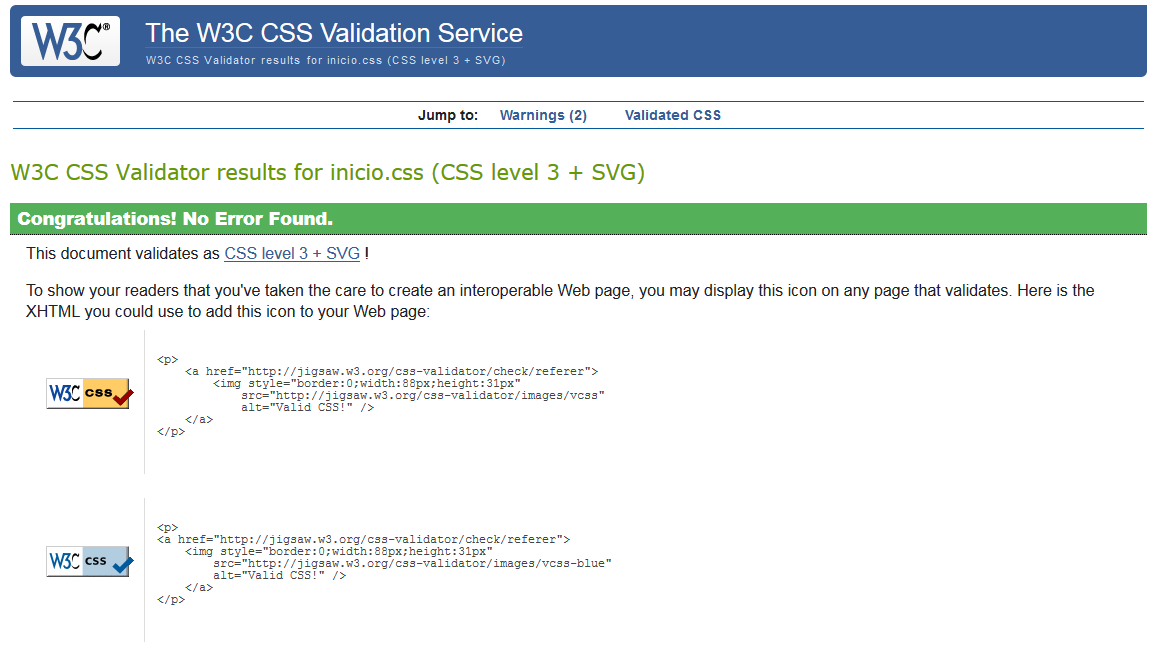 W3C®
The W3C CSS Validation Service
W3C CSS Validator results for inicio.css (CSS level 3 + SVG)
Jump to: Warnings (2) Validated CSS
W3C CSS Validator results for inicio.css (CSS level 3 + SVG)
Congratulations! No Error Found.
This document validates as CSS level 3 + SVG !
To show your readers that you've taken the care to create an interoperable Web page, you may display this icon on any page that validates. Here is the
XHTML you could use to add this icon to your Web page:
W3C css
<p>
<a href="http://jigsaw.w3.org/css-validator/check/referer">
<img style="border:0;width:88px;height:31px"
src="http://jigsaw.w3.org/css-validator/images/vcss"
alt="Valid CSS!" />
</a>
</p>
W3C css
<p>
<a href="http://jigsaw.w3.org/css-validator/check/referer">
<img style="border:0;width:88px;height:31px"
src="http://jigsaw.w3.org/css-validator/images/vcss-blue"
alt="Valid CSS!" />
</a>
</p>